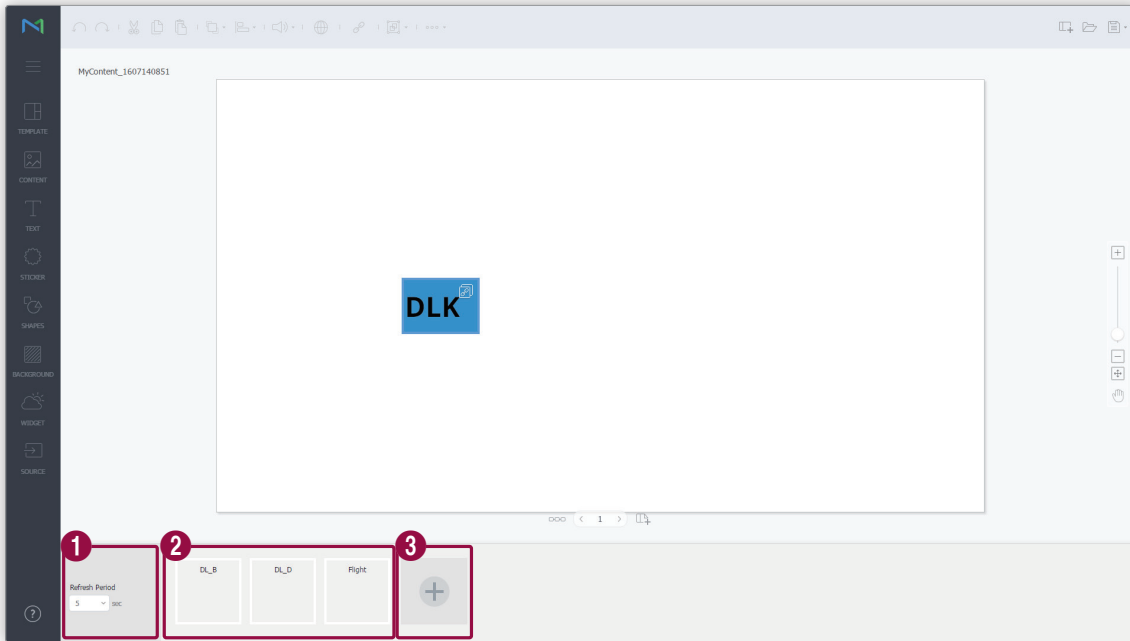 MyContent_1607140851
TEMPLATE
CONTENT
TEXT
STICKER
SHAPES
BACKGROUND
WIDGET
SOURCE
DLK
1
1
2
3
Refresh Period
5 sec
DL_B
DL_D
Flight
?